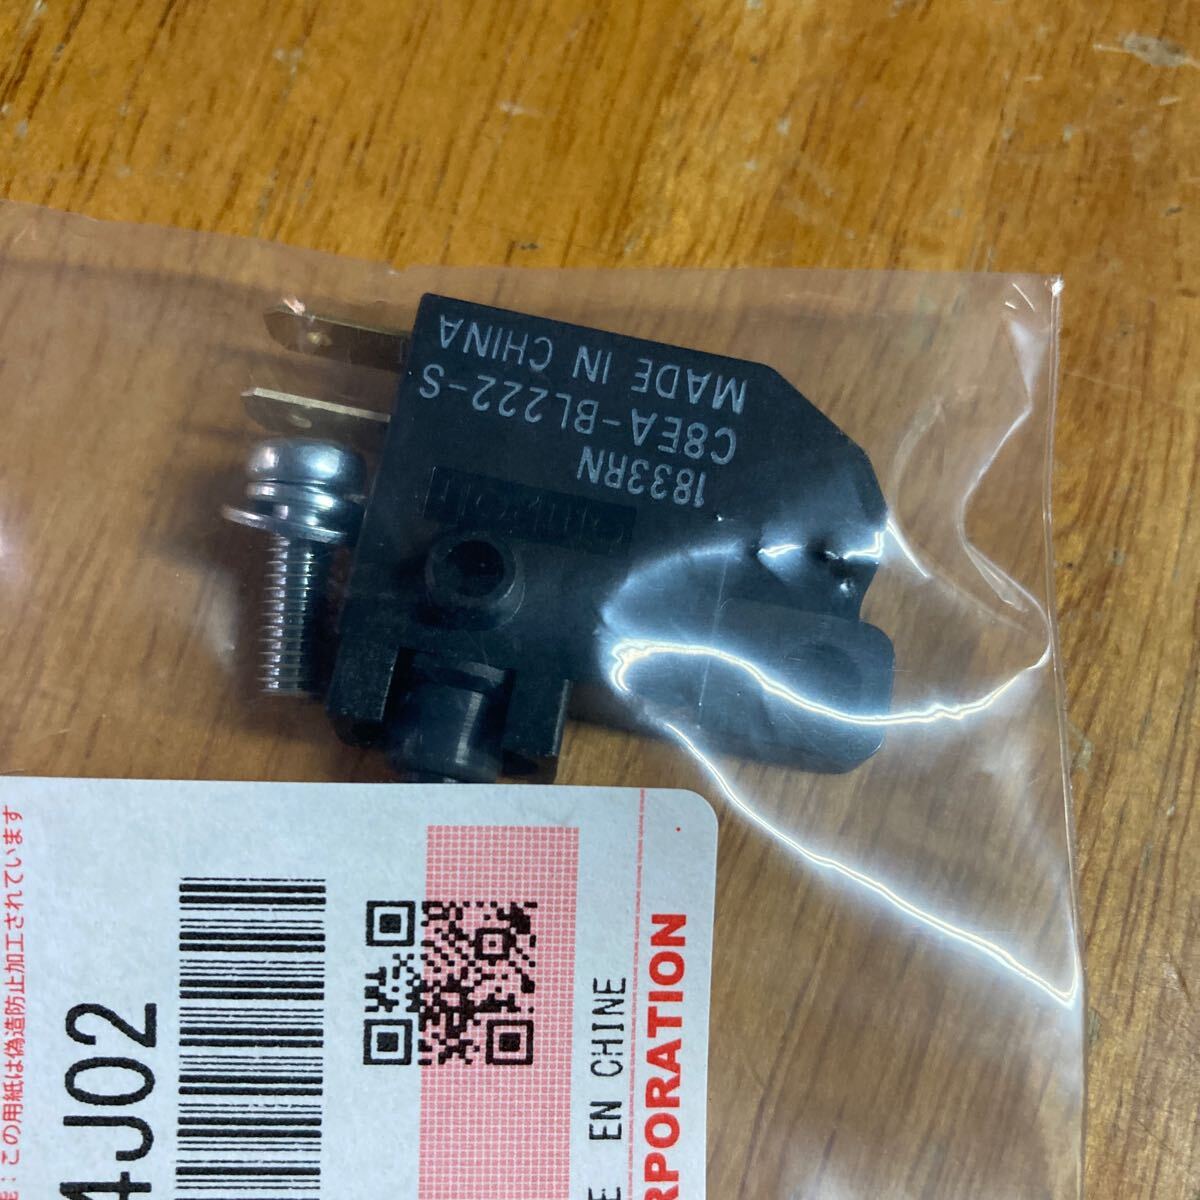 1833RN
C8EA-BL222-S
MADE IN CHINA
この用紙は偽造防止加工されています
4J02
EN CHINE
RPORATION